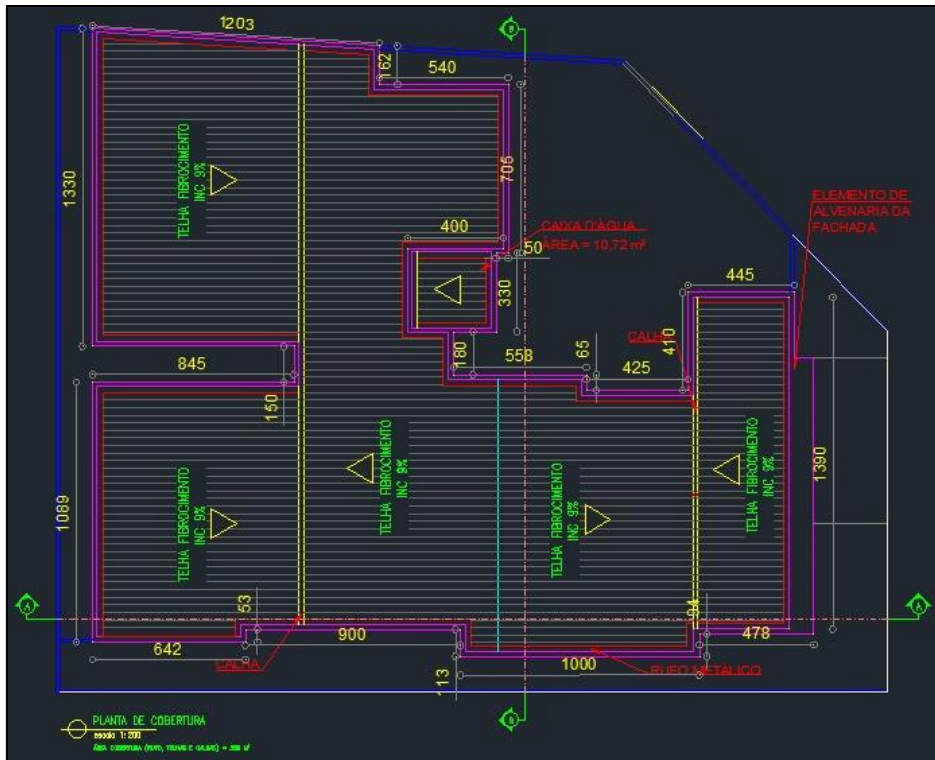 1203
B
162
540
TELHA FIBROCIMENTO
INC 9%
705
1330
ELEMENTO DE
ALVENARIA DA
FACHADA
400
CAIXA D'ÁGUA
ÁREA = 10,72 m²
50
330
445
410
CALHA
180
558
65
425
845
150
TELHA FIBROCIMENTO
INC 9%
TELHA FIBROCIMENTO
INC 9%
TELHA FIBROCIMENTO
INC 9%
TELHA FIBROCIMENTO
INC 9%
1390
1089
A
A
53
94
642
CALHA
900
478
1000
RUFO METALICO
113
B
PLANTA DE COBERTURA
escala 1:200